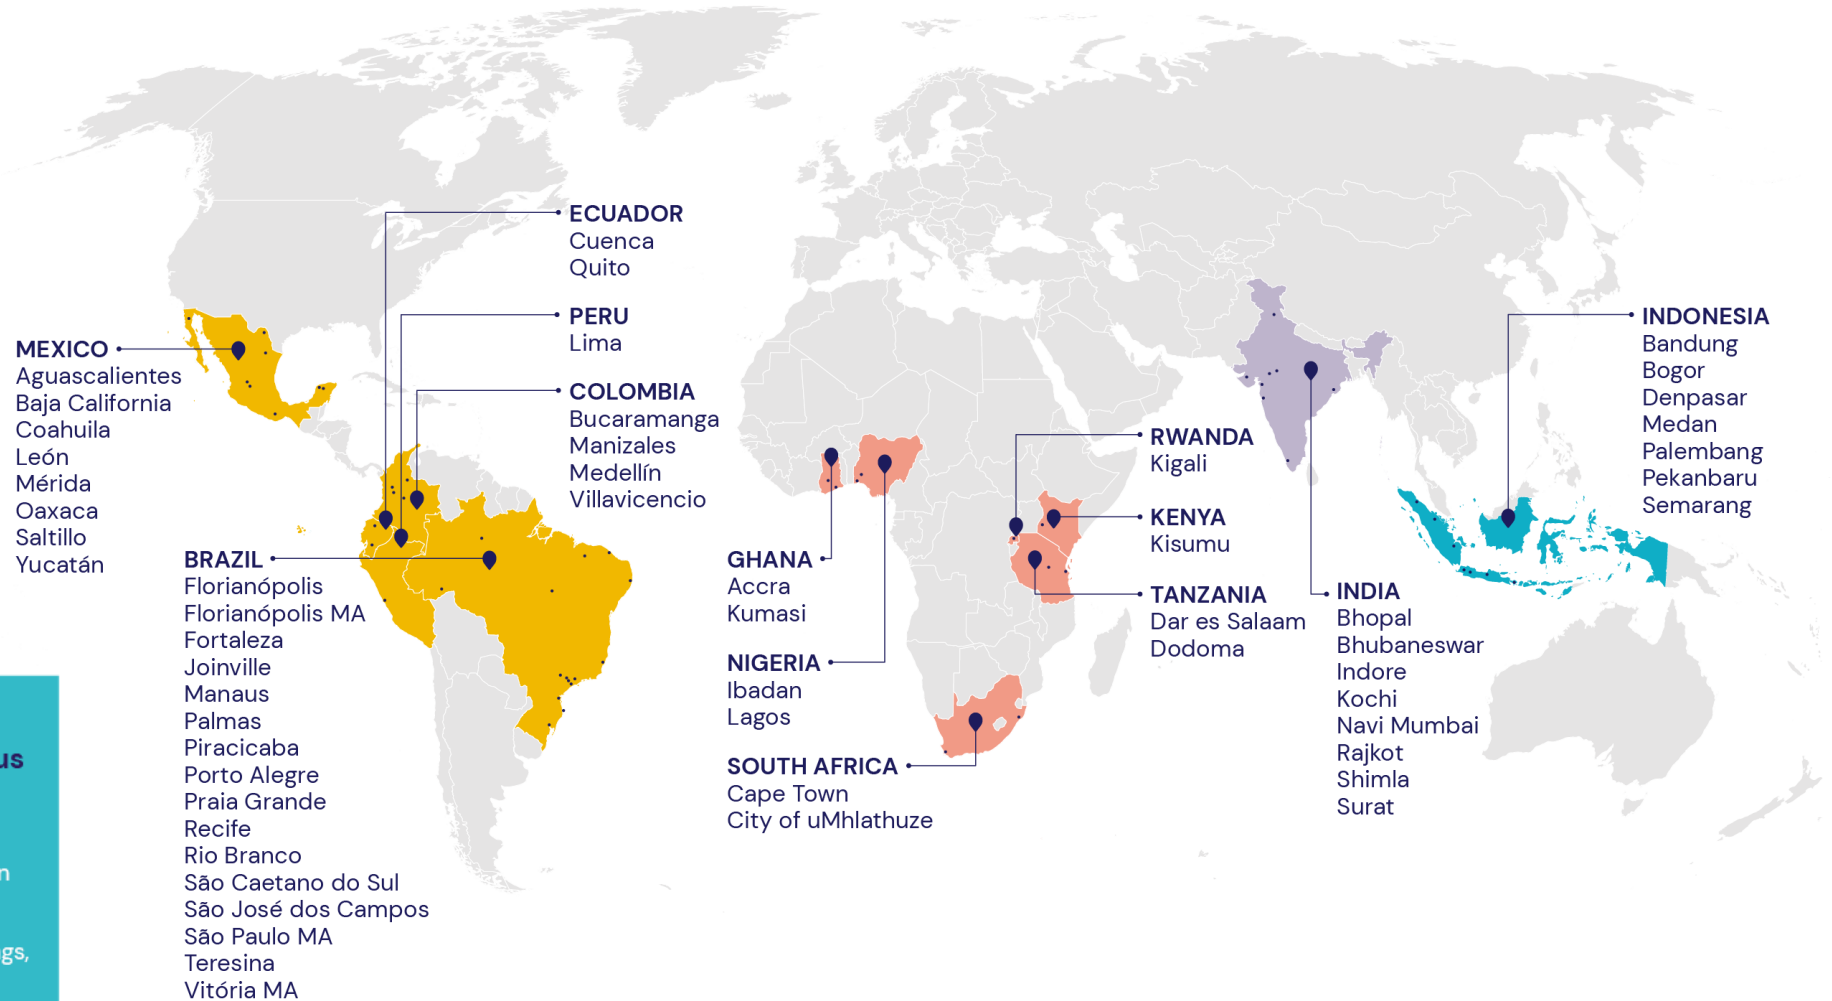 ECUADOR
Cuenca
Quito
PERU
Lima
COLOMBIA
Bucaramanga
Manizales
Medellín
Villavicencio
MEXICO
Aguascalientes
Baja California
Coahuila
León
Mérida
Oaxaca
Saltillo
Yucatán
BRAZIL
Florianópolis
Florianópolis MA
Fortaleza
Joinville
Manaus
Palmas
Piracicaba
Porto Alegre
Praia Grande
Recife
Rio Branco
São Caetano do Sul
São José dos Campos
São Paulo MA
Teresina
Vitória MA
GHANA
Accra
Kumasi
NIGERIA
Ibadan
Lagos
SOUTH AFRICA
Cape Town
City of uMhlathuze
RWANDA
Kigali
KENYA
Kisumu
TANZANIA
Dar es Salaam
Dodoma
INDIA
Bhopal
Bhubaneswar
Indore
Kochi
Navi Mumbai
Rajkot
Shimla
Surat
INDONESIA
Bandung
Bogor
Denpasar
Medan
Palembang
Pekanbaru
Semarang